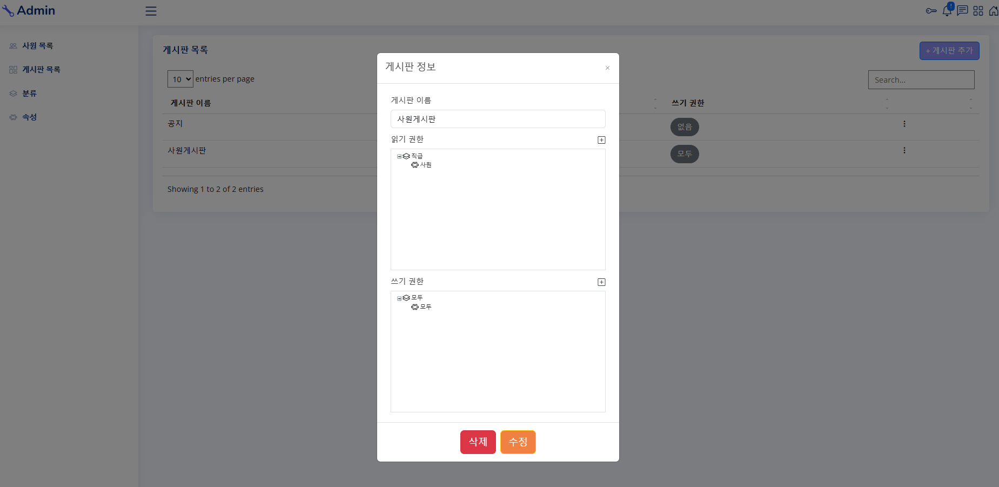 Admin
!
사원 목록
게시판 목록
분류
속성
게시판 목록
+ 게시판 추가
10 entries per page
Search...
게시판 이름 쓰기 권한
공지 없음
사원게시판 모두
Showing 1 to 2 of 2 entries
게시판 정보
×
게시판 이름
사원게시판
읽기 권한
직급
사원
쓰기 권한
모두
모두
삭제 수정